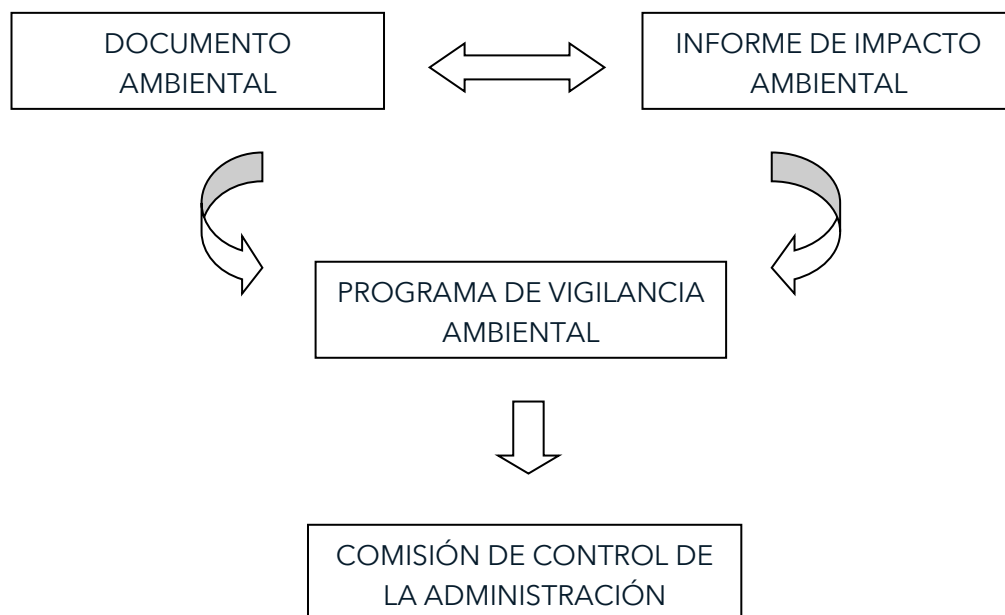 DOCUMENTO
AMBIENTAL
INFORME DE IMPACTO
AMBIENTAL
PROGRAMA DE VIGILANCIA
AMBIENTAL
COMISIÓN DE CONTROL DE
LA ADMINISTRACIÓN